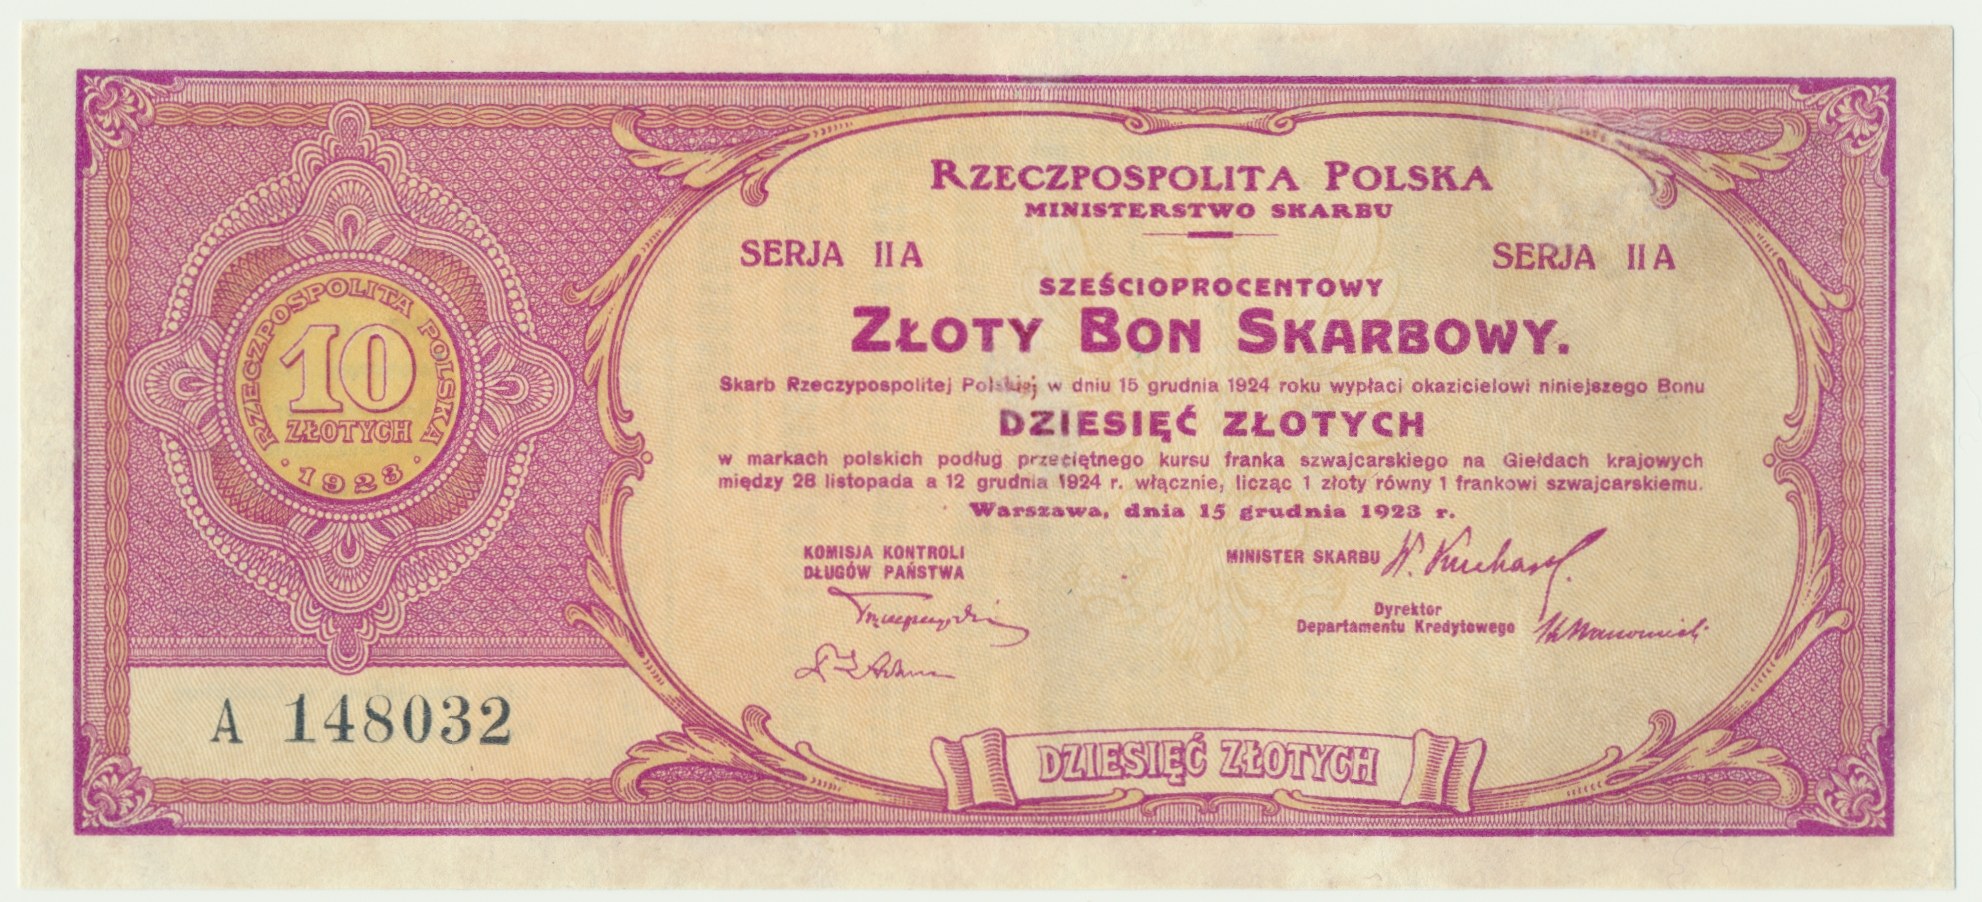 RZECZPOSPOLITA POLSKA
MINISTERSTWO SKARBU
SERJA II A
SERJA II A
SZEŚCIOPROCENTOWY
ZŁOTY BON SKARBOWY.
Skarb Rzeczypospolitej Polskiej w dniu 15 grudnia 1924 roku wypłaci okazicielowi niniejszego Bonu
DZIESIĘĆ ZŁOTYCH
w markach polskich podług przeciętnego kursu franka szwajcarskiego na Giełdach krajowych
między 28 listopada a 12 grudnia 1924 r. włącznie, licząc 1 złoty równy 1 frankowi szwajcarskiemu.
Warszawa, dnia 15 grudnia 1923 r.
KOMISJA KONTROLI
DŁUGÓW PAŃSTWA
MINISTER SKARBU
Dyrektor
Departamentu Kredytowego
RZECZPOSPOLITA POLSKA
10
ZŁOTYCH
· 1923 ·
A 148032
DZIESIĘĆ ZŁOTYCH